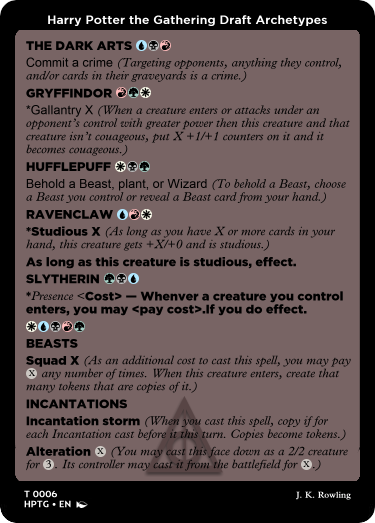 Harry Potter the Gathering Draft Archetypes
THE DARK ARTS
Commit a crime (Targeting opponents, anything they control,
and/or cards in their graveyards is a crime.)
GRYFFINDOR
*Gallantry X (When a creature enters or attacks under an
opponent's control with greater power then this creature and that
creature isn't couageous, put X +1/+1 counters on it and it
becomes couageous.)
HUFFLEPUFF
Behold a Beast, plant, or Wizard (To behold a Beast, choose
a Beast you control or reveal a Beast card from your hand.)
RAVENCLAW
*Studious X (As long as you have X or more cards in your
hand, this creature gets +X/+0 and is studious.)
As long as this creature is studious, effect.
SLYTHERIN
*Presence <Cost> — Whenver a creature you control
enters, you may <pay cost>.If you do effect.
BEASTS
Squad X (As an additional cost to cast this spell, you may pay
X any number of times. When this creature enters, create that
many tokens that are copies of it.)
INCANTATIONS
Incantation storm (When you cast this spell, copy if for
each Incantation cast before it this turn. Copies become tokens.)
Alteration X (You may cast this face down as a 2/2 creature
for 3. Its controller may cast it from the battlefield for X.)
T 0006
HPTG • EN
J. K. Rowling